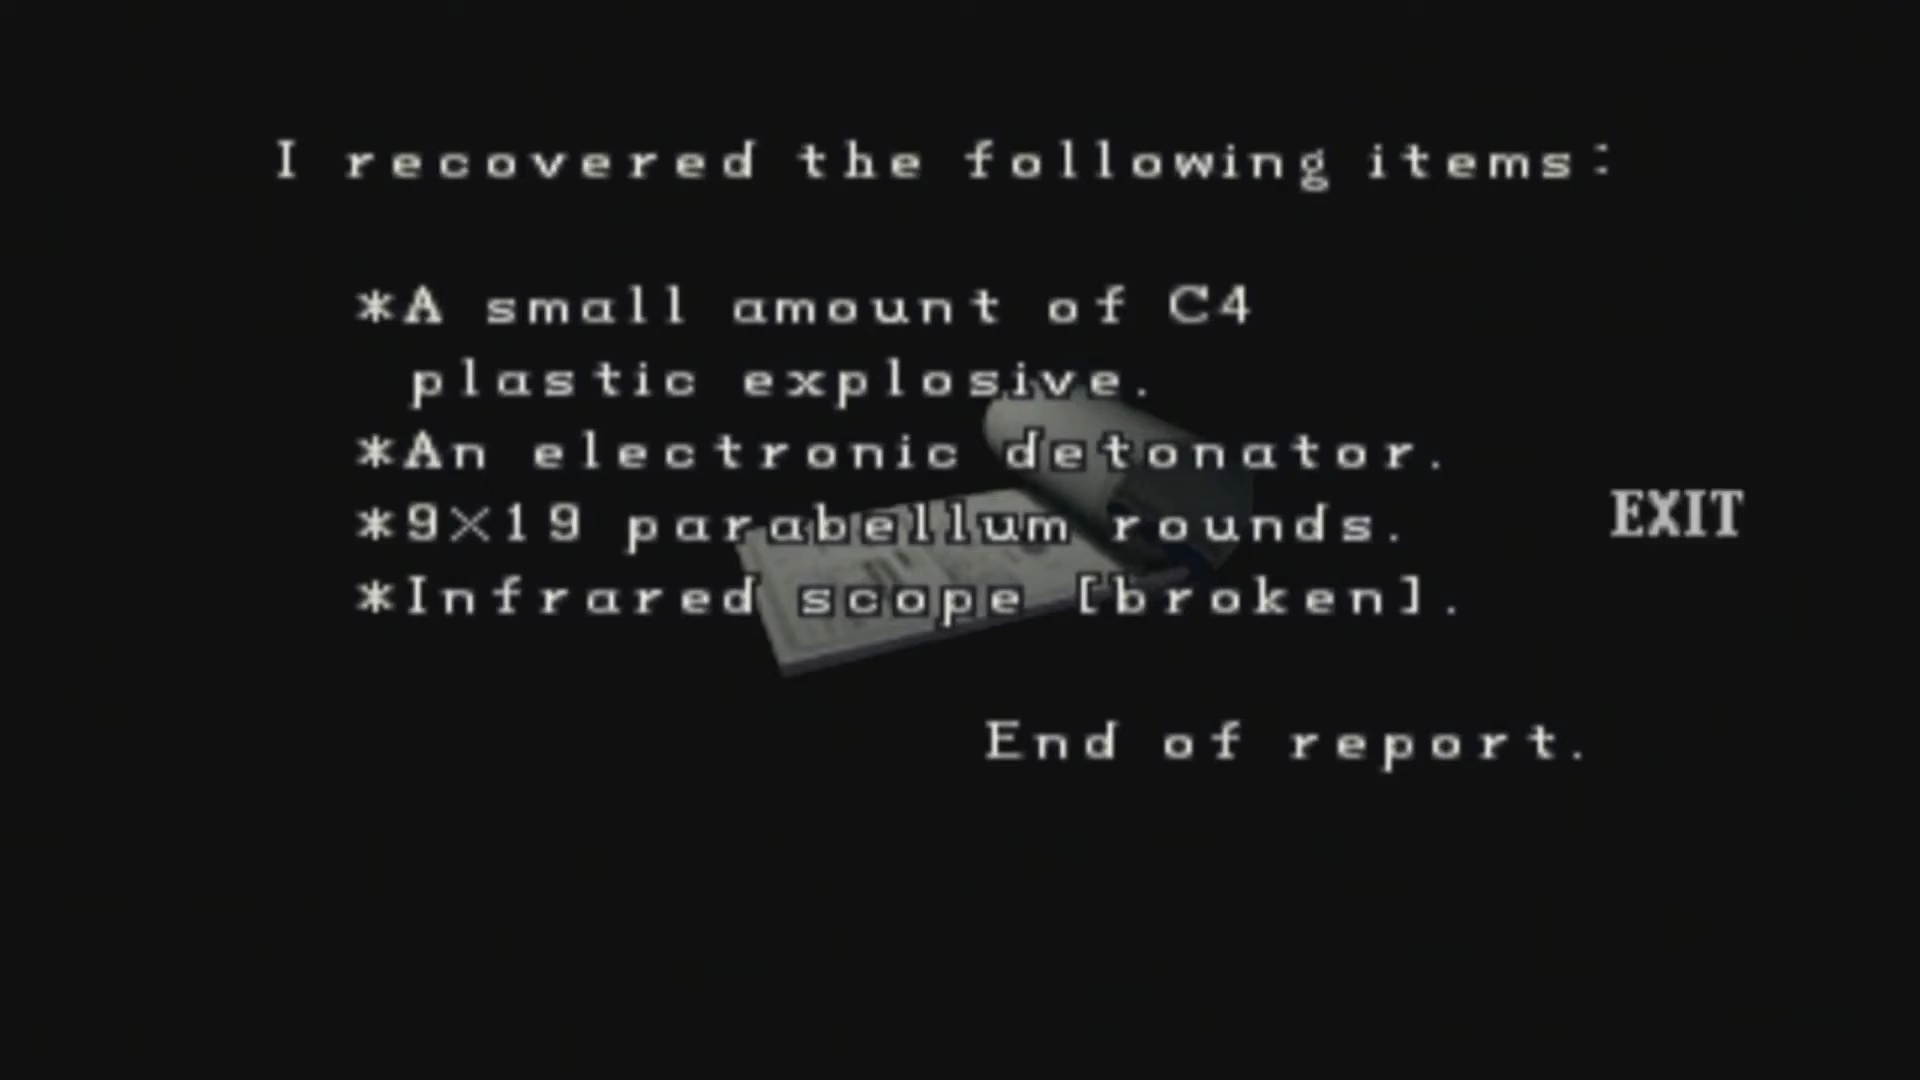 I recovered the following items:
*A small amount of C4
plastic explosive.
*An electronic detonator.
*9×19 parabellum rounds.
EXIT
*Infrared scope [broken].
End of report.